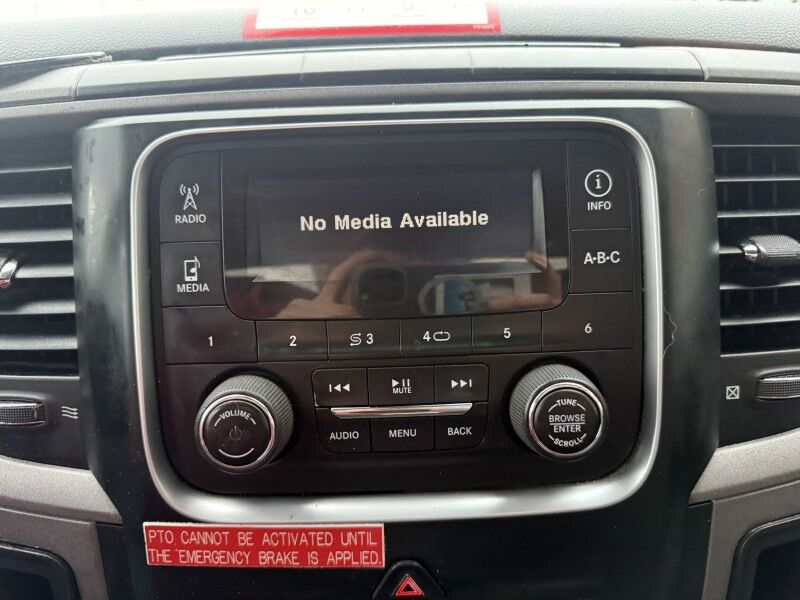 No Media Available
RADIO
MEDIA
i
INFO
A•B•C
1
2
3
4
5
6
VOLUME
MUTE
AUDIO
MENU
BACK
TUNE
BROWSE
ENTER
SCROLL
PTO CANNOT BE ACTIVATED UNTIL
THE EMERGENCY BRAKE IS APPLIED.